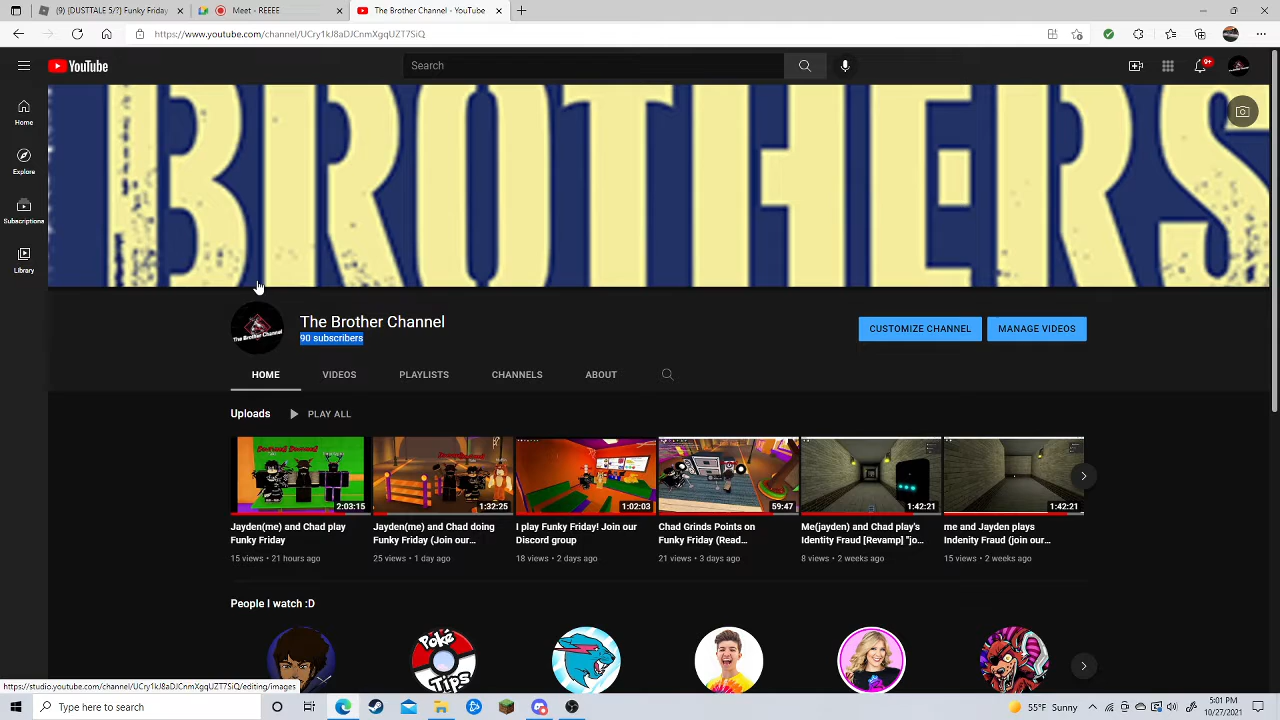 (9) [DUSTTALE 5/?] Funky Friday
Meet
The Brother Channel - YouTube
https://www.youtube.com/channel/UCry1kJ8aDJCnmXgqUZT7SiQ
YouTube
Search
9+
BROTHERS
Home
Explore
Subscriptions
Library
The Brother Channel
The Brother Channel
90 subscribers
CUSTOMIZE CHANNEL
MANAGE VIDEOS
HOME
VIDEOS
PLAYLISTS
CHANNELS
ABOUT
Uploads
PLAY ALL
2:03:15
1:32:25
1:02:03
59:47
1:42:21
1:42:21
Jayden(me) and Chad play
Funky Friday
15 views • 21 hours ago
Jayden(me) and Chad doing
Funky Friday (Join our...
25 views • 1 day ago
I play Funky Friday! Join our
Discord group
18 views • 2 days ago
Chad Grinds Points on
Funky Friday (Read...
21 views • 3 days ago
Me(jayden) and Chad play's
Identity Fraud [Revamp] "jo...
8 views • 2 weeks ago
me and Jayden plays
Indenity Fraud (join our...
15 views • 2 weeks ago
People I watch :D
Poké
Tips
https://studio.youtube.com/channel/UCry1kJ8aDJCnmXgqUZT7SiQ/editing/images
Type here to search
55°F Sunny
5:01 PM
10/27/2021